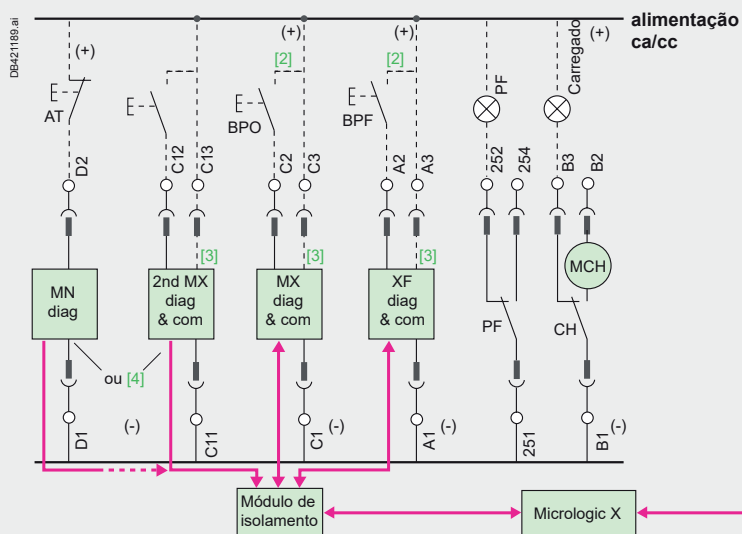 DB421189.ai
alimentação
ca/cc
(+)
(+)
(+)
(+)
[2]
[2]
AT
BPO
BPF
PF
Carregado
D2
C12
C13
C2
C3
A2
A3
252
254
B3
B2
[3]
[3]
[3]
MN
diag
2nd MX
diag
& com
MX
diag
& com
XF
diag
& com
MCH
PF
CH
ou [4]
D1
(-)
C11
C1
(-)
A1
(-)
251
B1
(-)
Módulo de
isolamento
Micrologic X